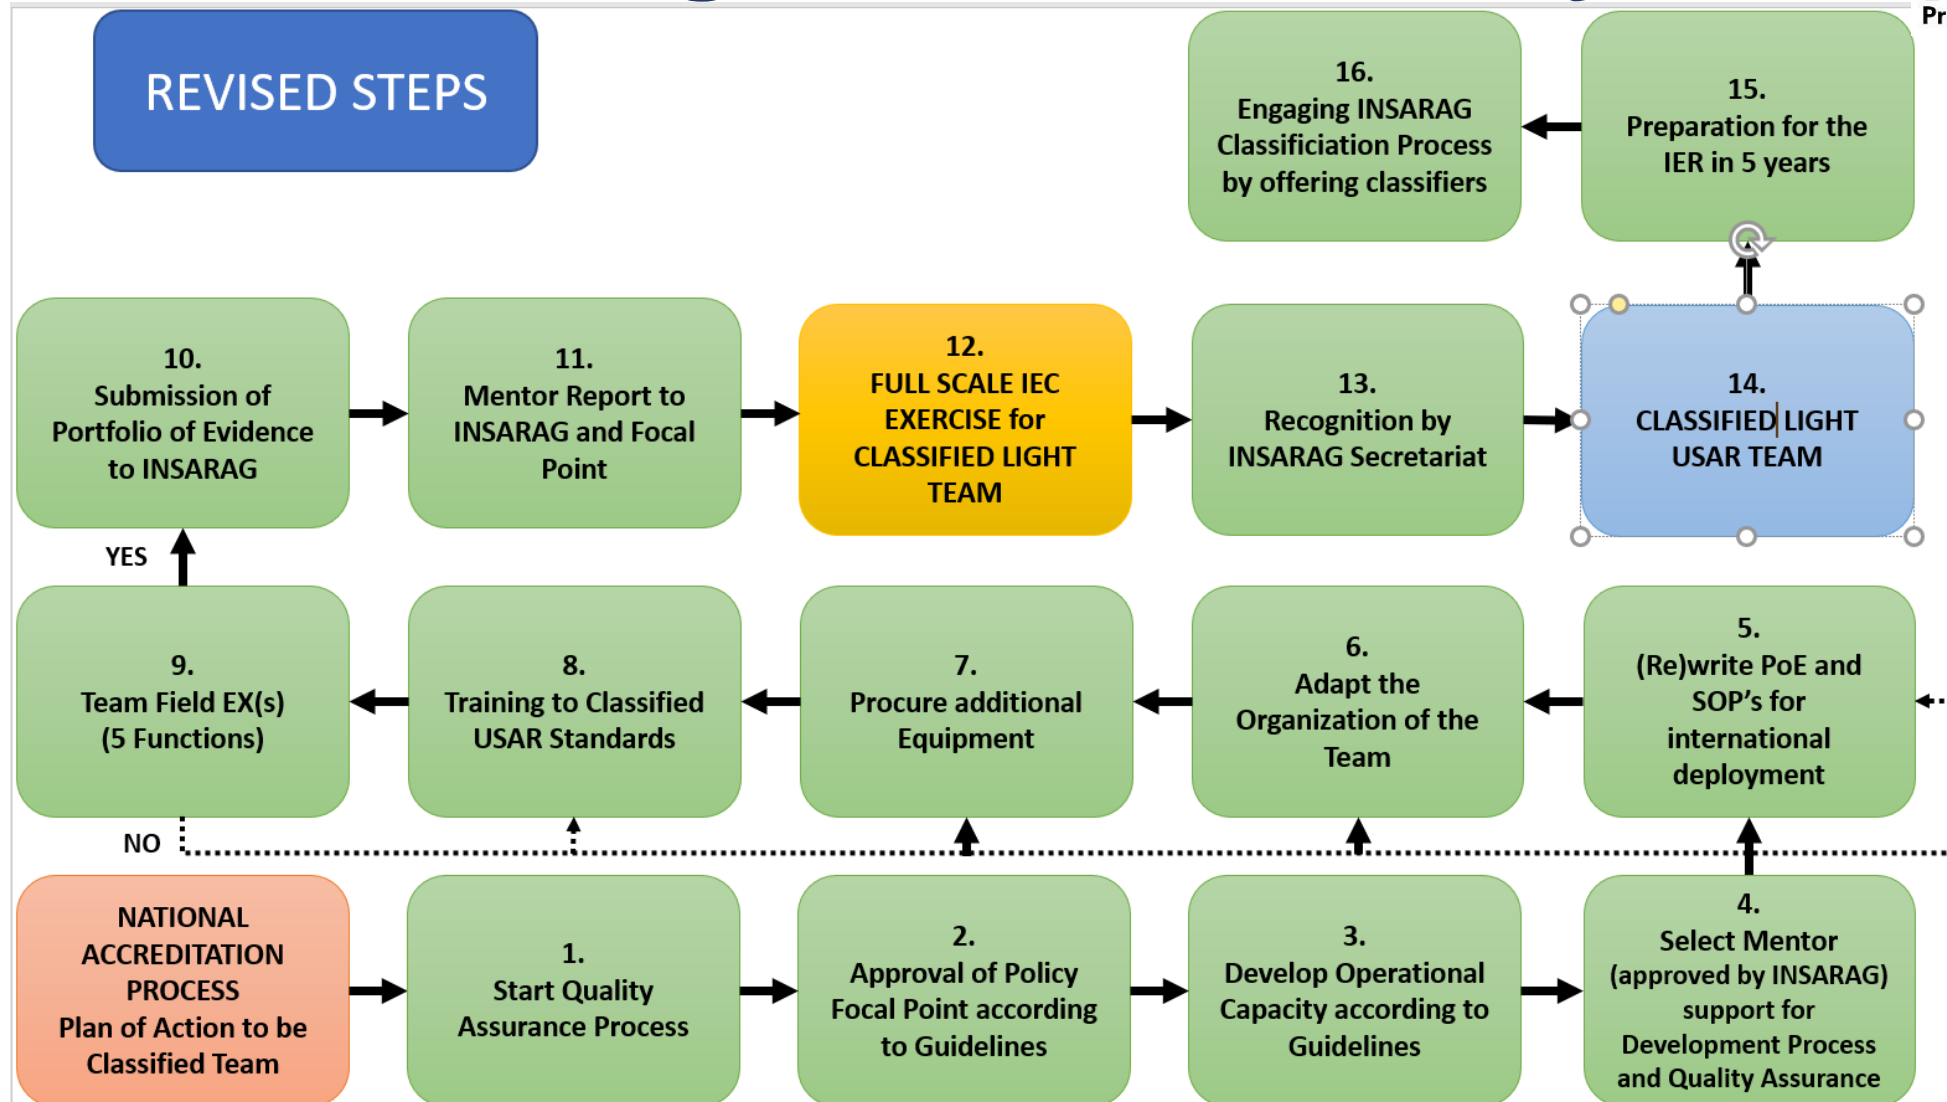 Pr
REVISED STEPS
16.
Engaging INSARAG
Classificiation Process
by offering classifiers
15.
Preparation for the
IER in 5 years
10.
Submission of
Portfolio of Evidence
to INSARAG
11.
Mentor Report to
INSARAG and Focal
Point
12.
FULL SCALE IEC
EXERCISE for
CLASSIFIED LIGHT
TEAM
13.
Recognition by
INSARAG Secretariat
14.
CLASSIFIED LIGHT
USAR TEAM
YES
9.
Team Field EX(s)
(5 Functions)
8.
Training to Classified
USAR Standards
7.
Procure additional
Equipment
6.
Adapt the
Organization of the
Team
5.
(Re)write PoE and
SOP's for
international
deployment
NO
NATIONAL
ACCREDITATION
PROCESS
Plan of Action to be
Classified Team
1.
Start Quality
Assurance Process
2.
Approval of Policy
Focal Point according
to Guidelines
3.
Develop Operational
Capacity according to
Guidelines
4.
Select Mentor
(approved by INSARAG)
support for
Development Process
and Quality Assurance